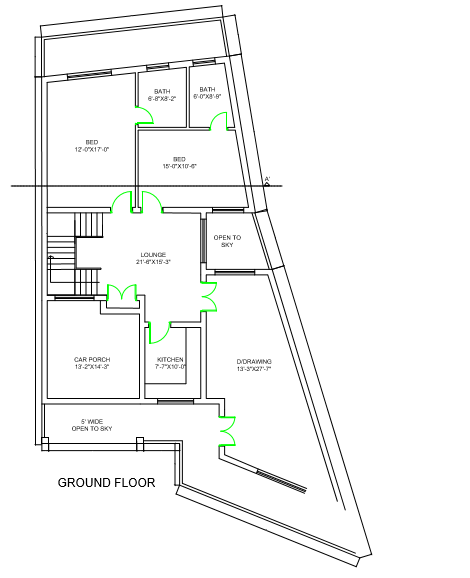 BATH
6'-8"X8'-2"
BATH
6'-0"X8'-9"
BED
12'-0"X17'-0"
BED
15'-0"X10'-6"
A'
OPEN TO
SKY
LOUNGE
21'-6"X15'-3"
CAR PORCH
13'-2"X14'-3"
KITCHEN
7'-7"X10'-0"
D/DRAWING
13'-3"X27'-7"
5' WIDE
OPEN TO SKY
GROUND FLOOR